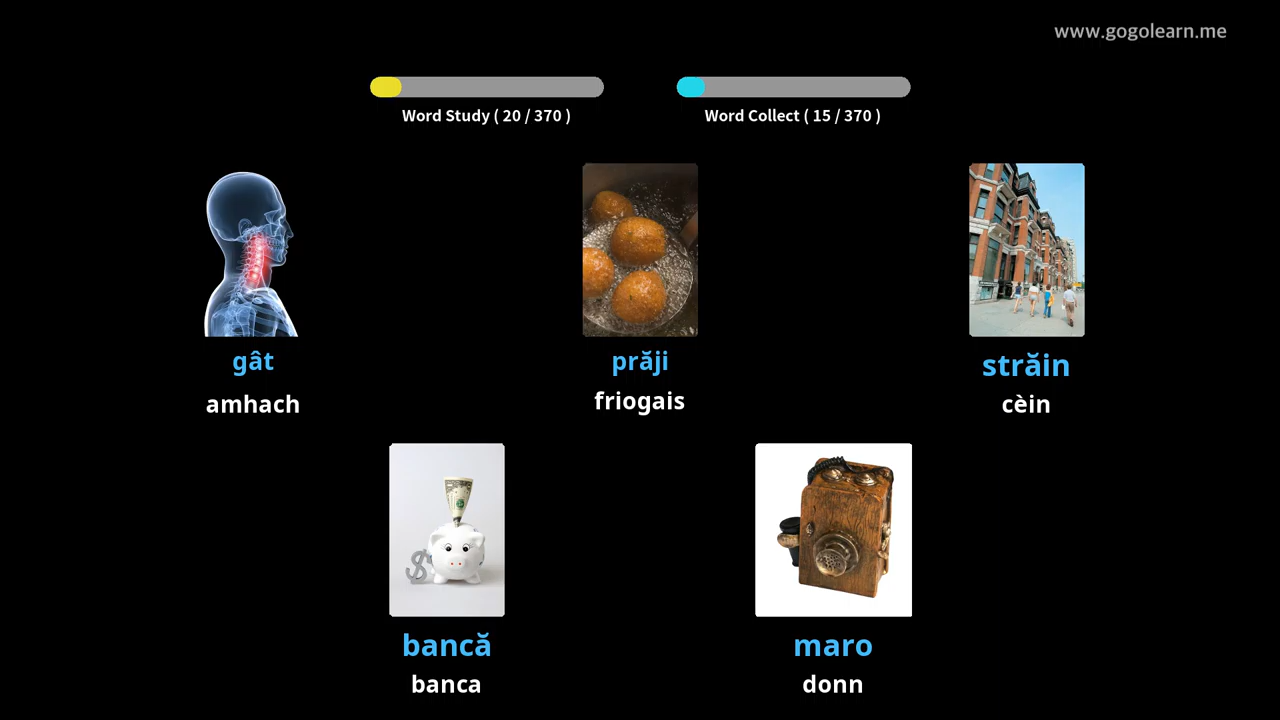 www.gogolearn.me
Word Study ( 20 / 370 )
Word Collect ( 15 / 370 )
gât
amhach
prăji
friogais
străin
cèin
bancă
banca
maro
donn